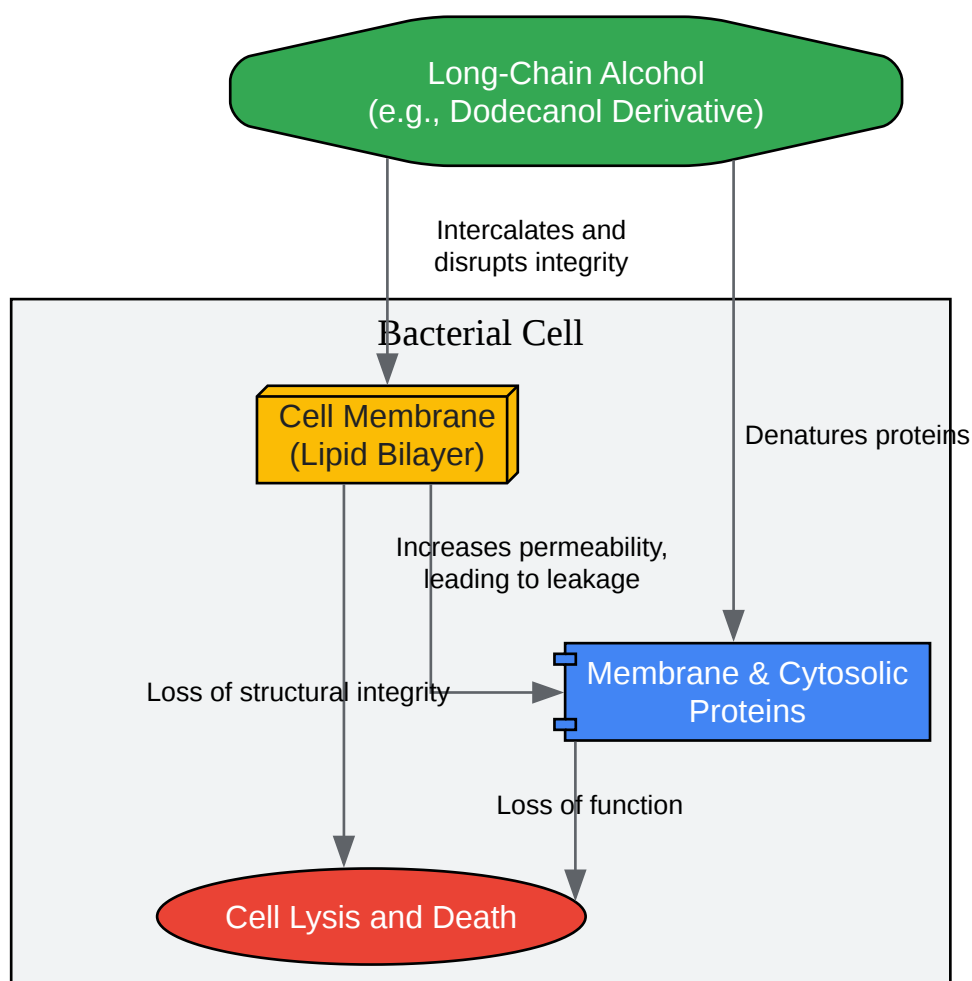 Long-Chain Alcohol
(e.g., Dodecanol Derivative)
Intercalates and
disrupts integrity
Bacterial Cell
Cell Membrane
(Lipid Bilayer)
Denatures proteins
Increases permeability,
leading to leakage
Membrane & Cytosolic
Proteins
Loss of structural integrity
Loss of function
Cell Lysis and Death